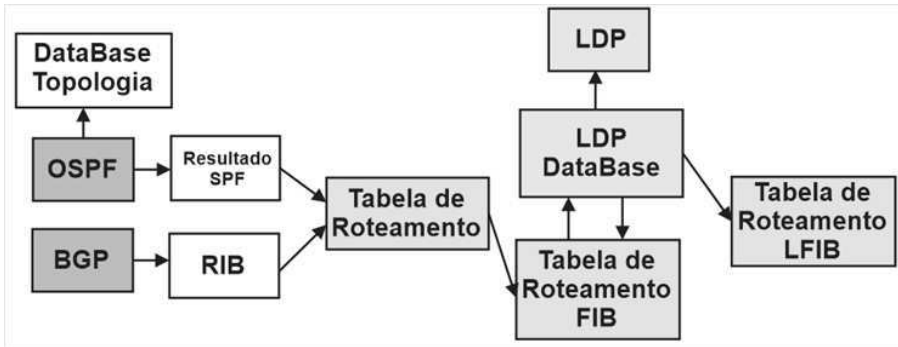 DataBase
Topologia
OSPF
Resultado
SPF
BGP
RIB
Tabela de
Roteamento
LDP
LDP
DataBase
Tabela de
Roteamento
FIB
Tabela de
Roteamento
LFIB